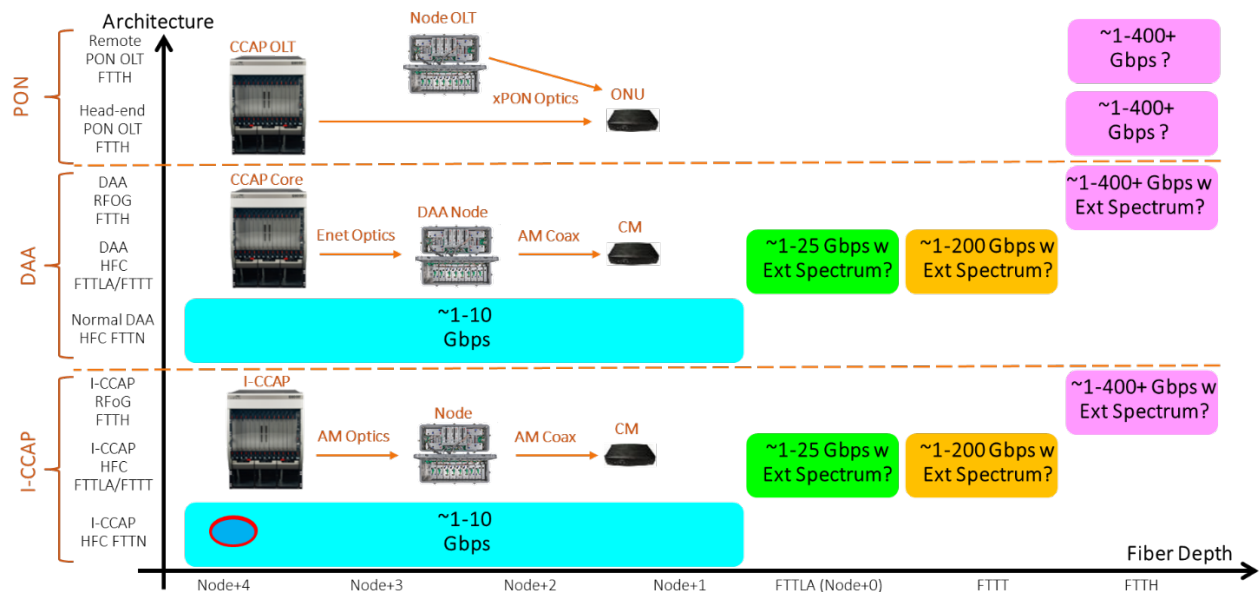 Architecture
PON
Remote
PON OLT
FTTH
Head-end
PON OLT
FTTH
CCAP OLT
Node OLT
xPON Optics
ONU
~1-400+
Gbps ?
~1-400+
Gbps ?
DAA
DAA
RFOG
FTTH
DAA
HFC
FTTLA/FTTT
Normal DAA
HFC FTTN
CCAP Core
Enet Optics
DAA Node
AM Coax
CM
~1-400+ Gbps w
Ext Spectrum?
~1-25 Gbps w
Ext Spectrum?
~1-200 Gbps w
Ext Spectrum?
~1-10
Gbps
I-CCAP
I-CCAP
RFoG
FTTH
I-CCAP
HFC
FTTLA/FTTT
I-CCAP
HFC FTTN
I-CCAP
AM Optics
Node
AM Coax
CM
~1-400+ Gbps w
Ext Spectrum?
~1-25 Gbps w
Ext Spectrum?
~1-200 Gbps w
Ext Spectrum?
~1-10
Gbps
Fiber Depth
Node+4
Node+3
Node+2
Node+1
FTTLA (Node+0)
FTTT
FTTH